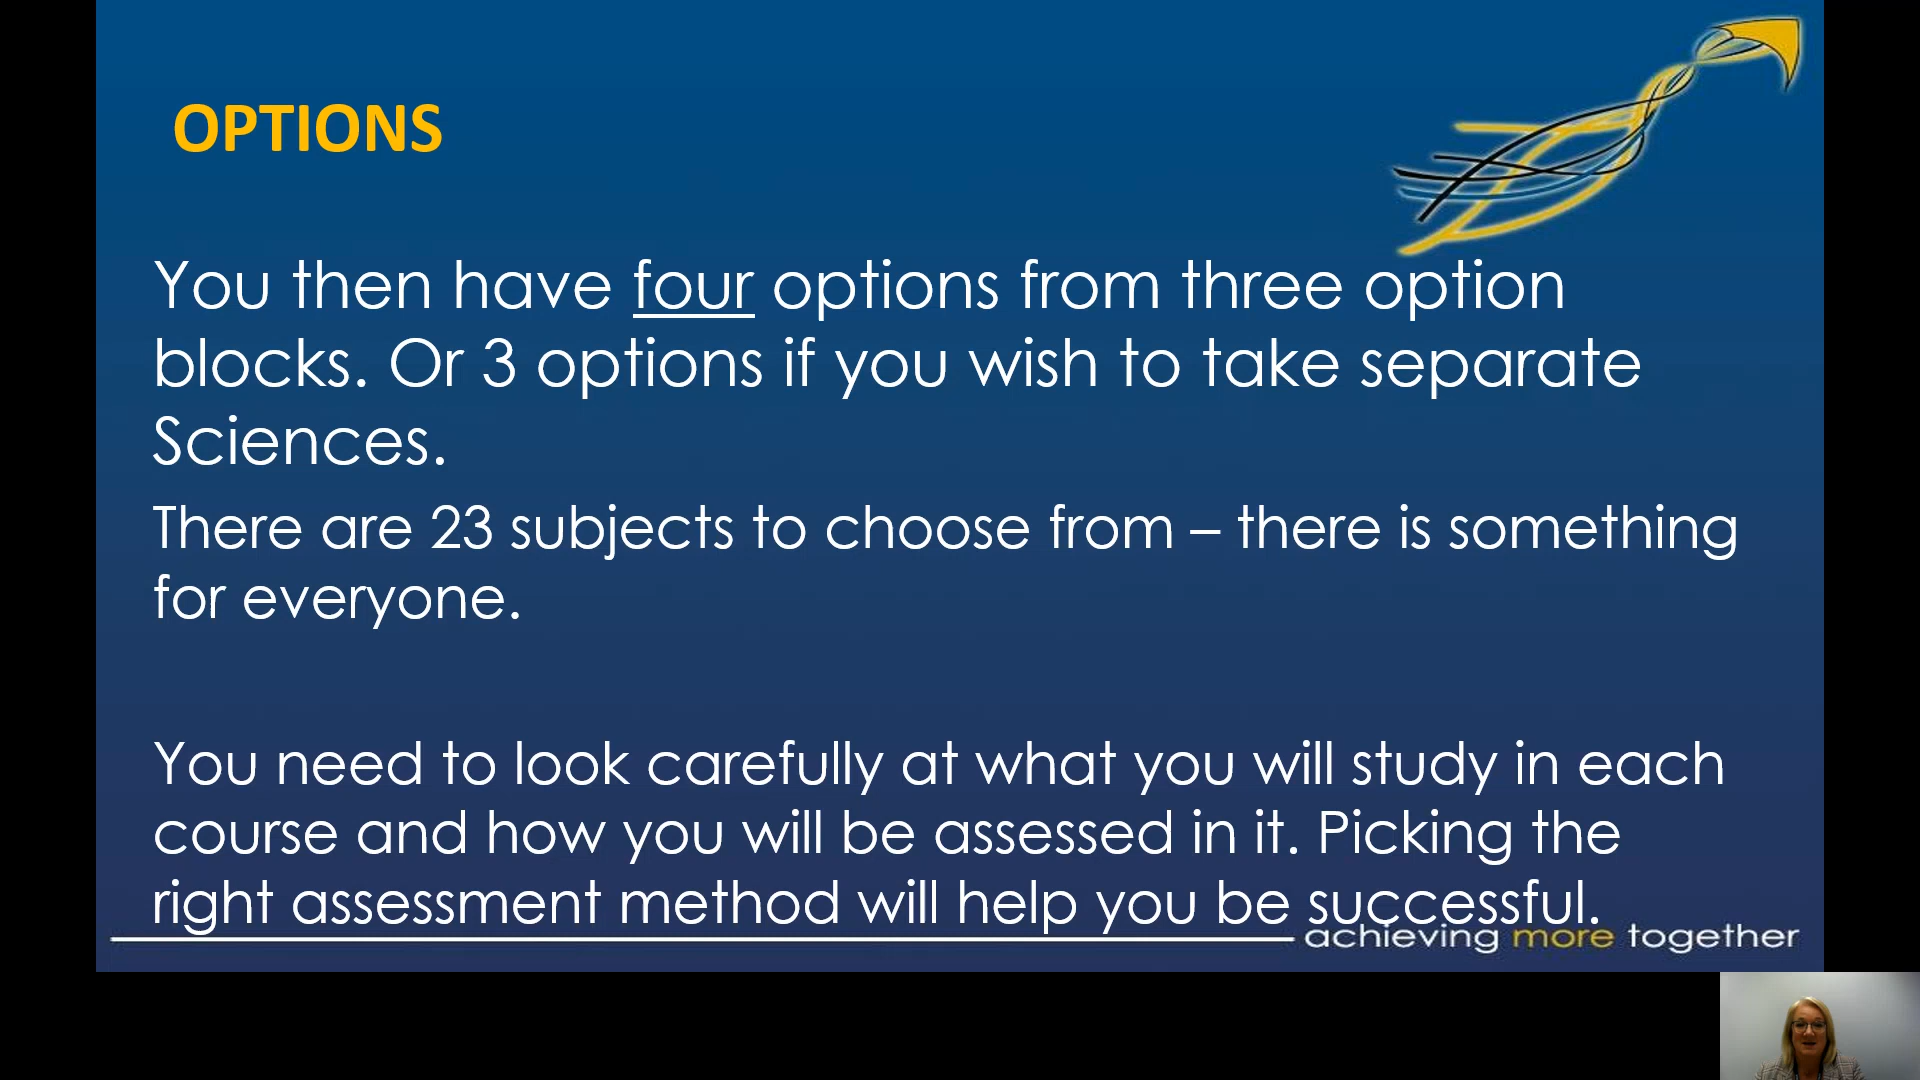 OPTIONS
You then have four options from three option
blocks. Or 3 options if you wish to take separate
Sciences.
There are 23 subjects to choose from – there is something
for everyone.
You need to look carefully at what you will study in each
course and how you will be assessed in it. Picking the
right assessment method will help you be successful.
achieving more together